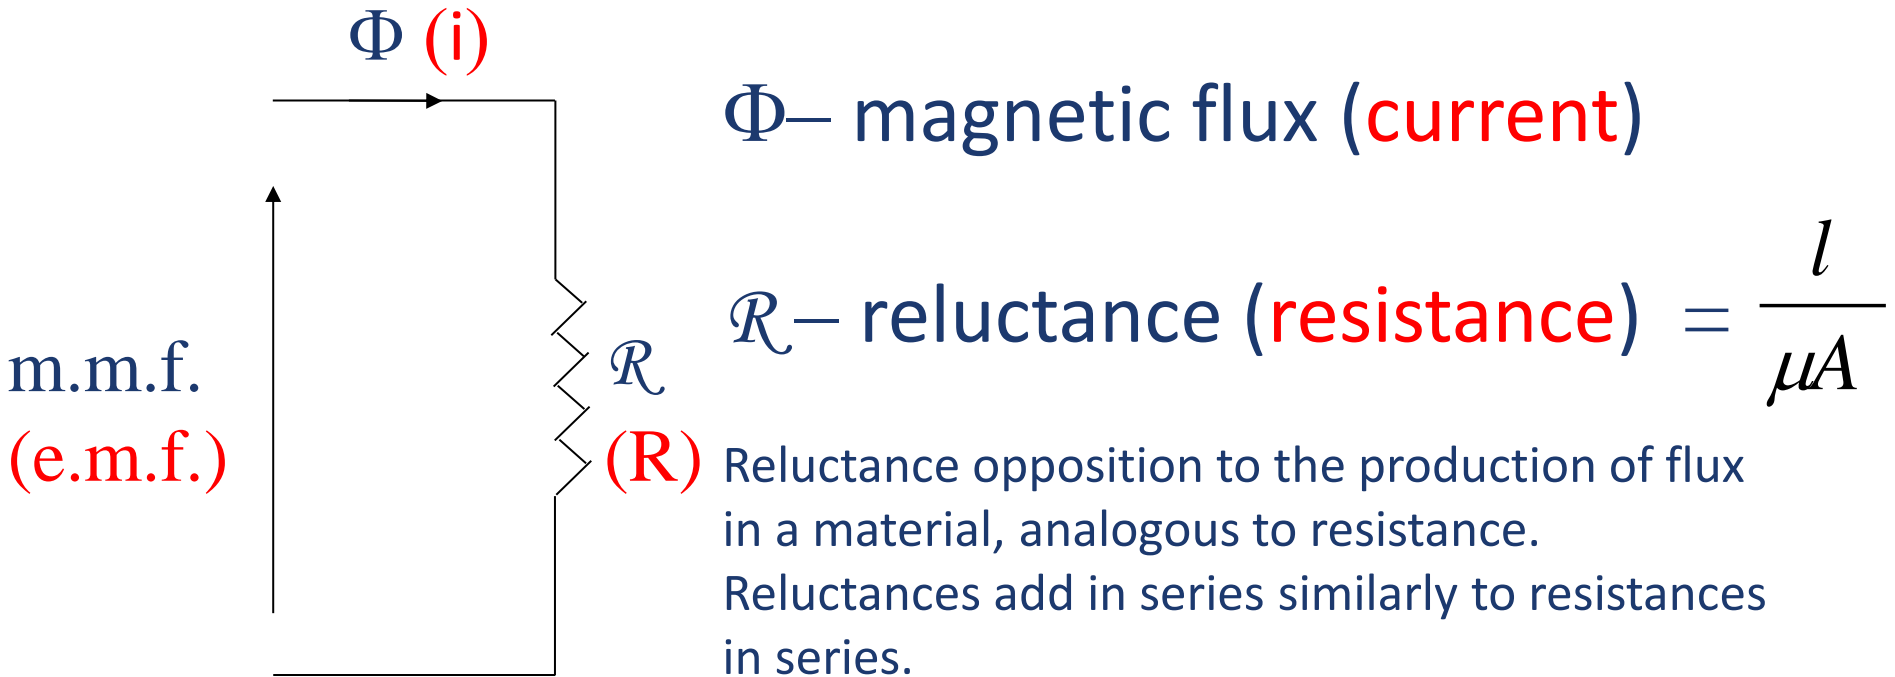 Φ (i)
m.m.f.
(e.m.f.)
ℛ
(R)
Φ– magnetic flux (current)
ℛ – reluctance (resistance) = l / μA
Reluctance opposition to the production of flux
in a material, analogous to resistance.
Reluctances add in series similarly to resistances
in series.